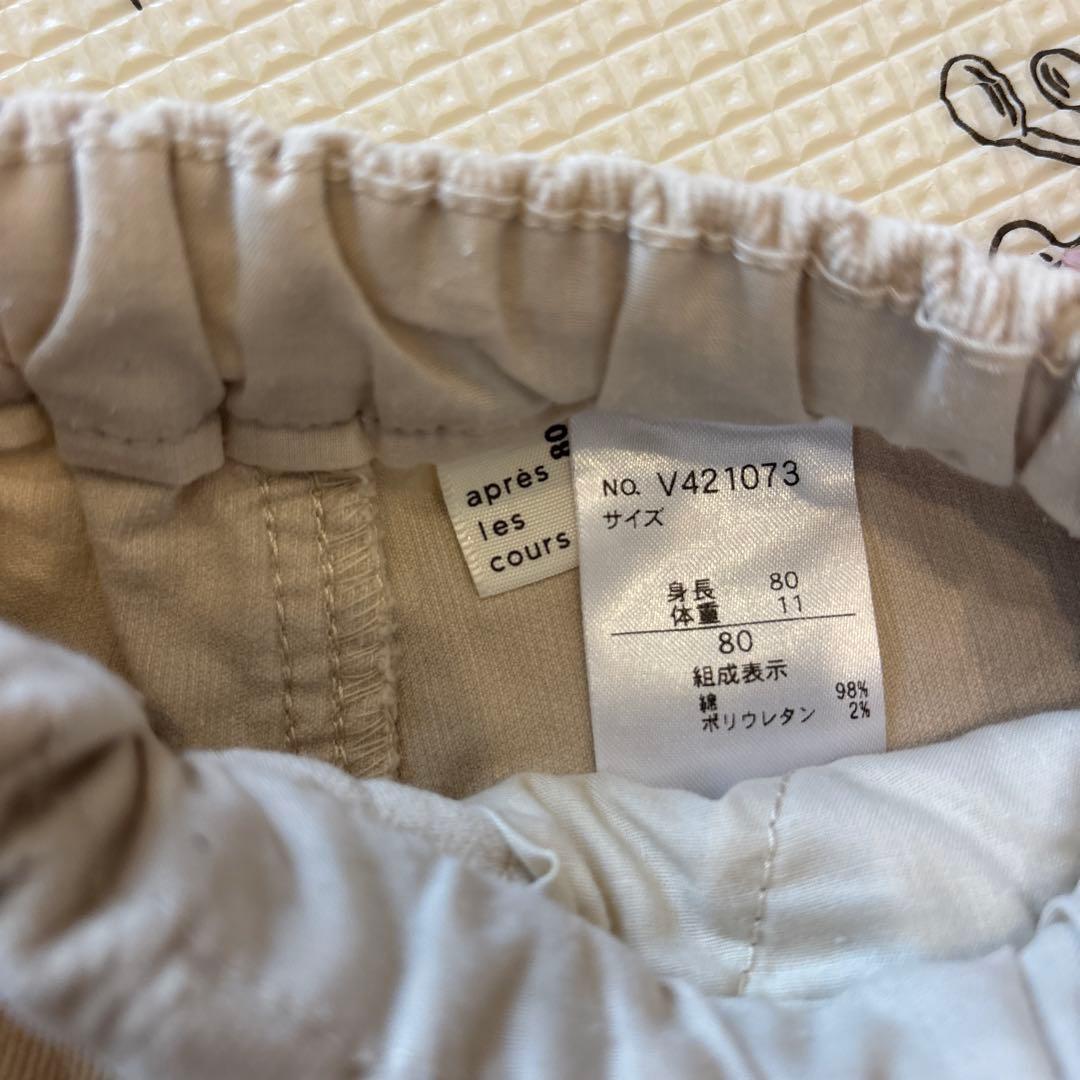 80
après
les
cours
NO. V421073
サイズ
身長 80
体重 11
80
組成表示
綿 98%
ポリウレタン 2%